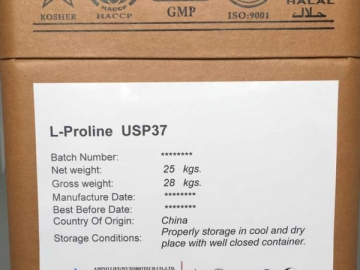 KOSHER
HACCP
HACCP
GMP
ISO:9001
HALAL
حلال
L-Proline USP37
Batch Number: ********
Net weight: 25 kgs.
Gross weight: 28 kgs.
Manufacture Date: ********
Best Before Date: ********
Country Of Origin: China
Storage Conditions: Properly storage in cool and dry
place with well closed container.